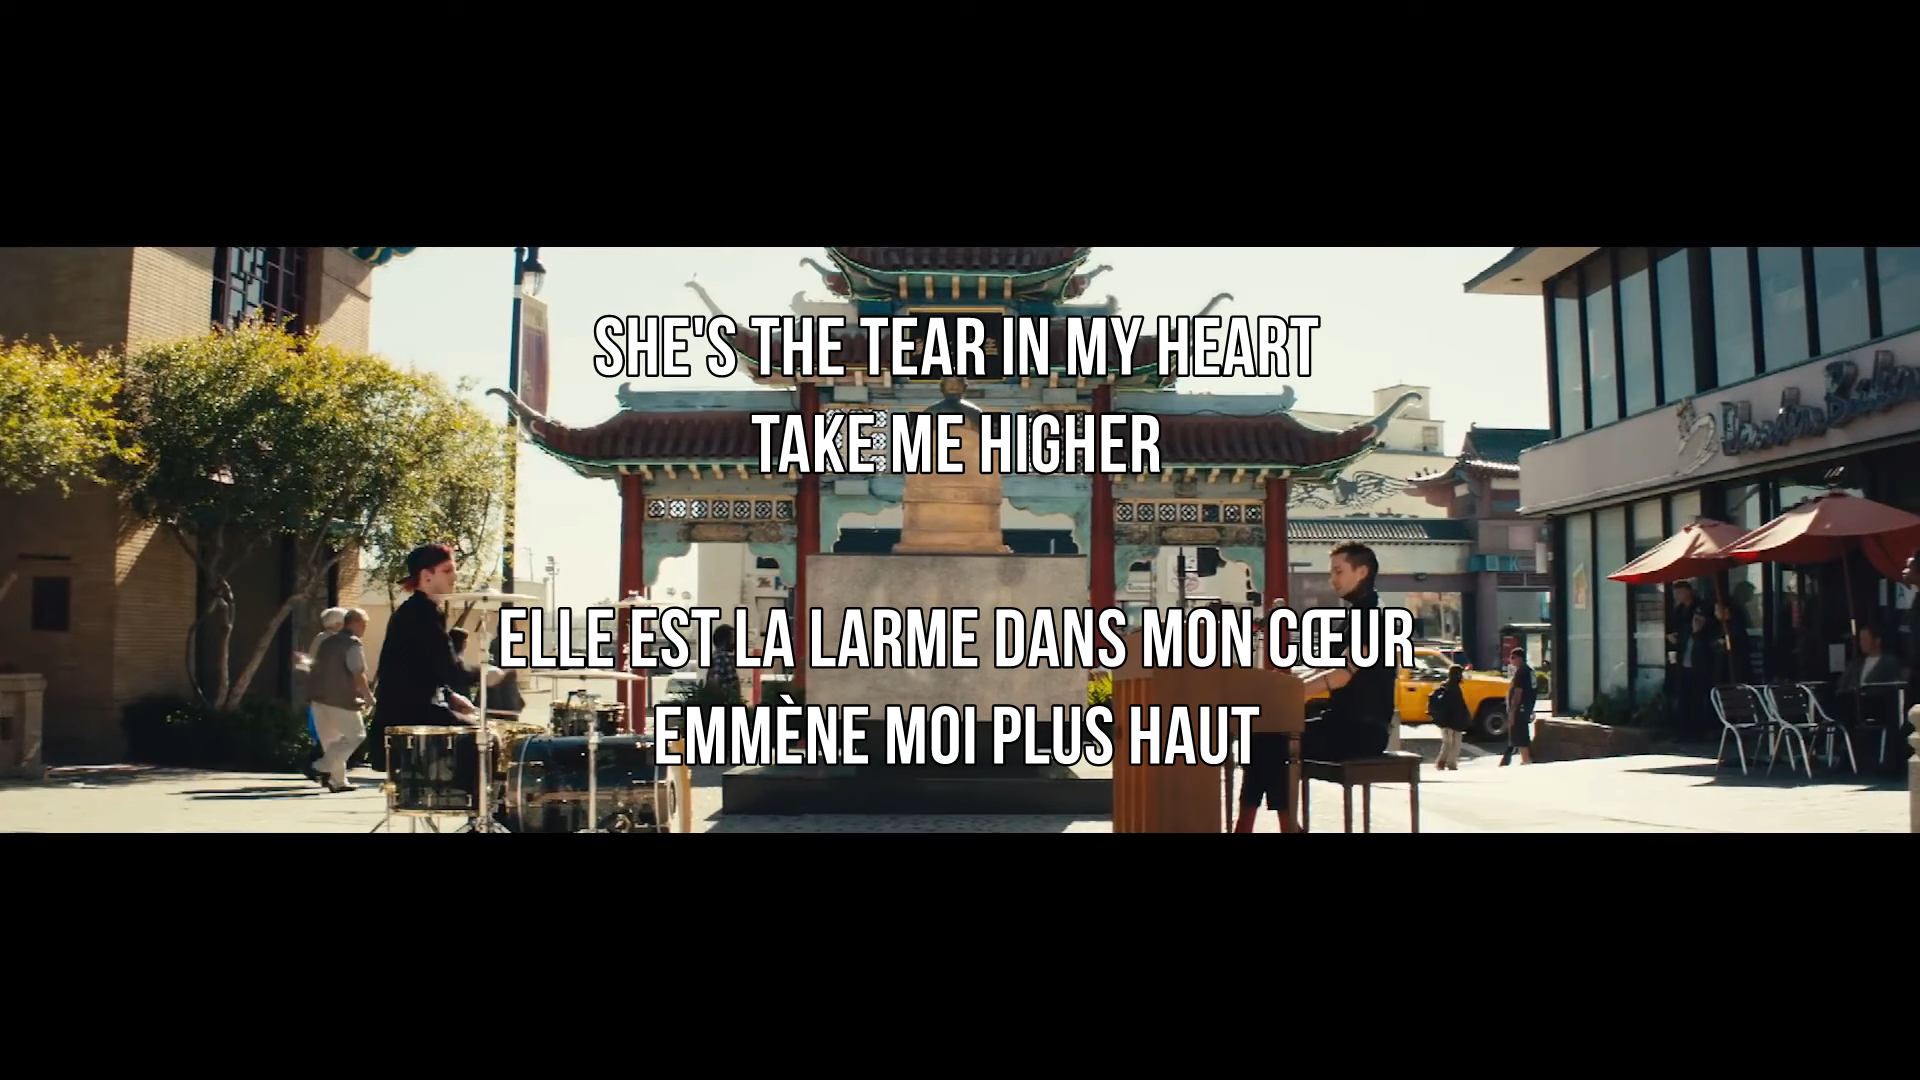 SHE'S THE TEAR IN MY HEART
TAKE ME HIGHER
ELLE EST LA LARME DANS MON CŒUR
EMMÈNE MOI PLUS HAUT